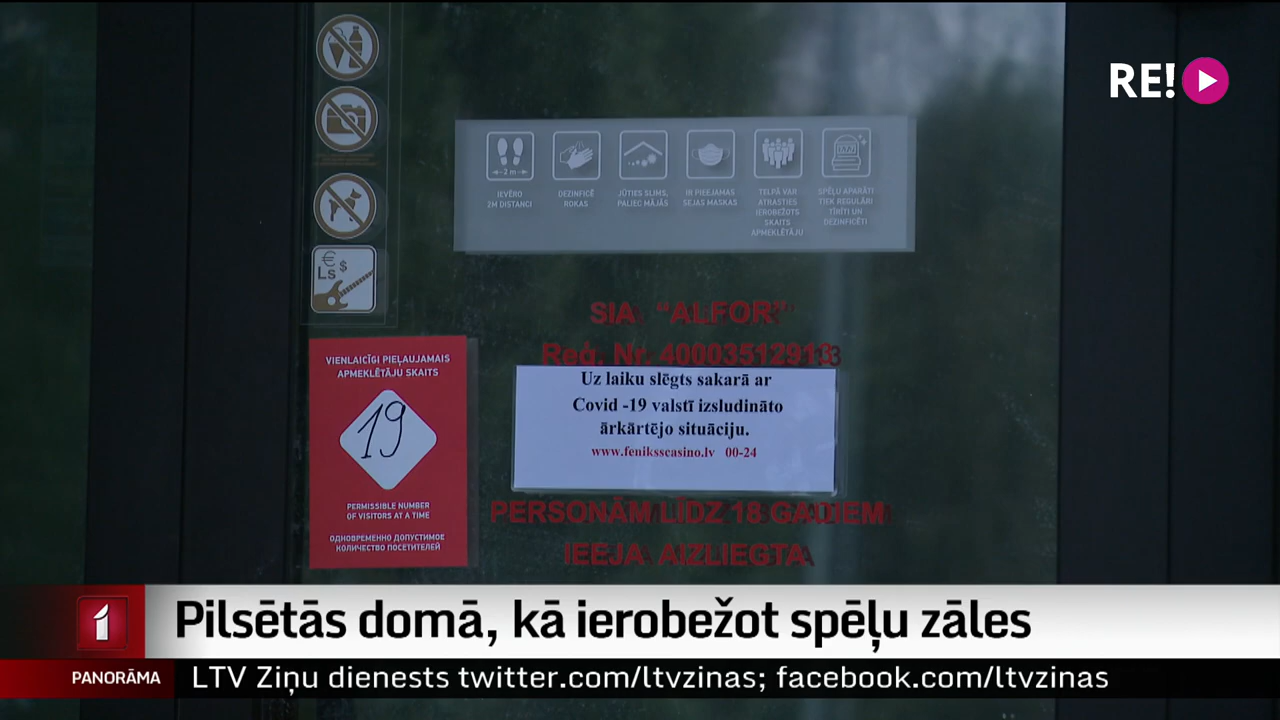 RE!
← 2 m →
IEVĒRO
2M DISTANCI
DEZINFICĒ
ROKAS
JŪTIES SLIMS,
PALIEC MĀJĀS
IR PIEEJAMAS
SEJAS MASKAS
TELPĀ VAR
ATRASTIES
IEROBEŽOTS
SKAITS
APMEKLĒTĀJU
SPĒĻU APARĀTI
TIEK REGULĀRI
TĪRĪTI UN
DEZINFICĒTI
€
Ls $
SIA "ALFOR"
Reģ. Nr. 40003512913
VIENLAICĪGI PIEĻAUJAMAIS
APMEKLĒTĀJU SKAITS
19
PERMISSIBLE NUMBER
OF VISITORS AT A TIME
ОДНОВРЕМЕННО ДОПУСТИМОЕ
КОЛИЧЕСТВО ПОСЕТИТЕЛЕЙ
Uz laiku slēgts sakarā ar
Covid -19 valstī izsludināto
ārkārtējo situāciju.
www.feniksscasino.lv 00-24
PERSONĀM LĪDZ 18 GADIEM
IEEJA AIZLIEGTA
1
Pilsētās domā, kā ierobežot spēļu zāles
PANORĀMA
LTV Ziņu dienests twitter.com/ltvzinas; facebook.com/ltvzinas